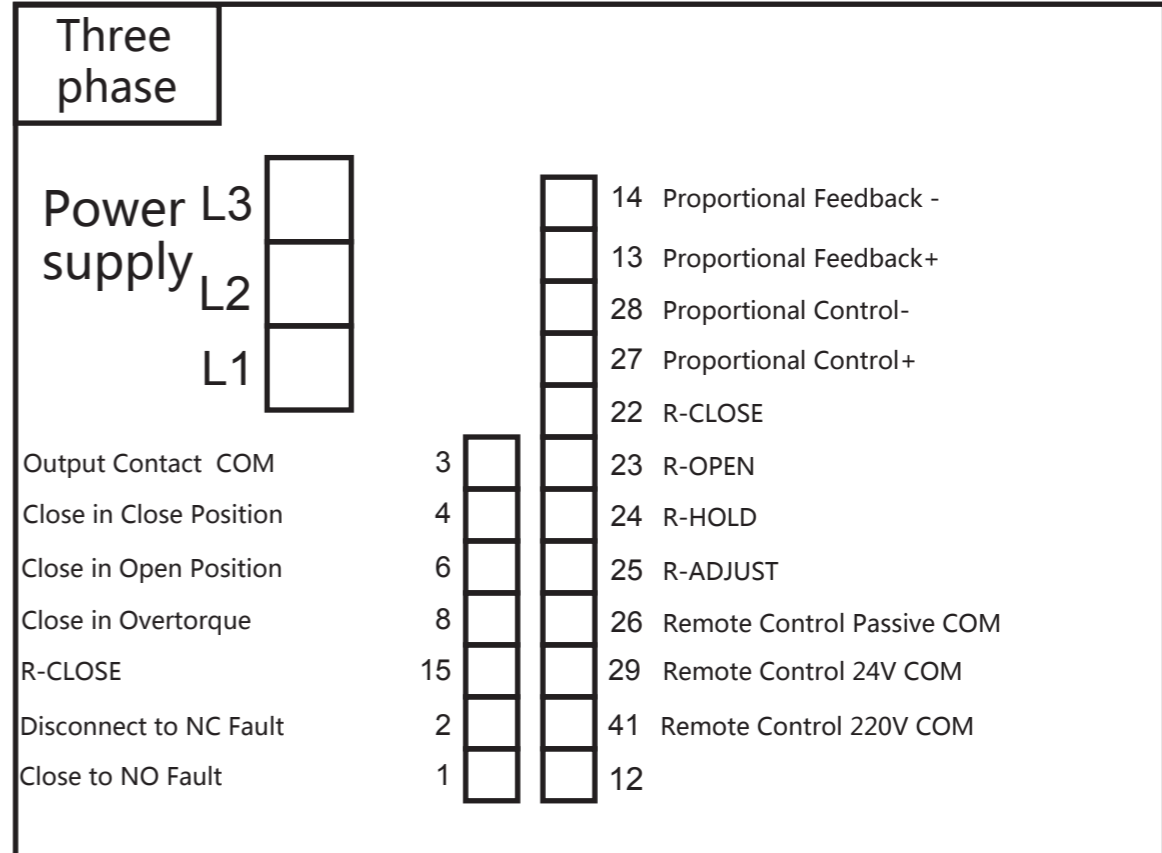 Three
phase
Power
supply
L3
L2
L1
14 Proportional Feedback -
13 Proportional Feedback+
28 Proportional Control-
27 Proportional Control+
22 R-CLOSE
Output Contact COM 3
23 R-OPEN
Close in Close Position 4
24 R-HOLD
Close in Open Position 6
25 R-ADJUST
Close in Overtorque 8
26 Remote Control Passive COM
R-CLOSE 15
29 Remote Control 24V COM
Disconnect to NC Fault 2
41 Remote Control 220V COM
Close to NO Fault 1
12